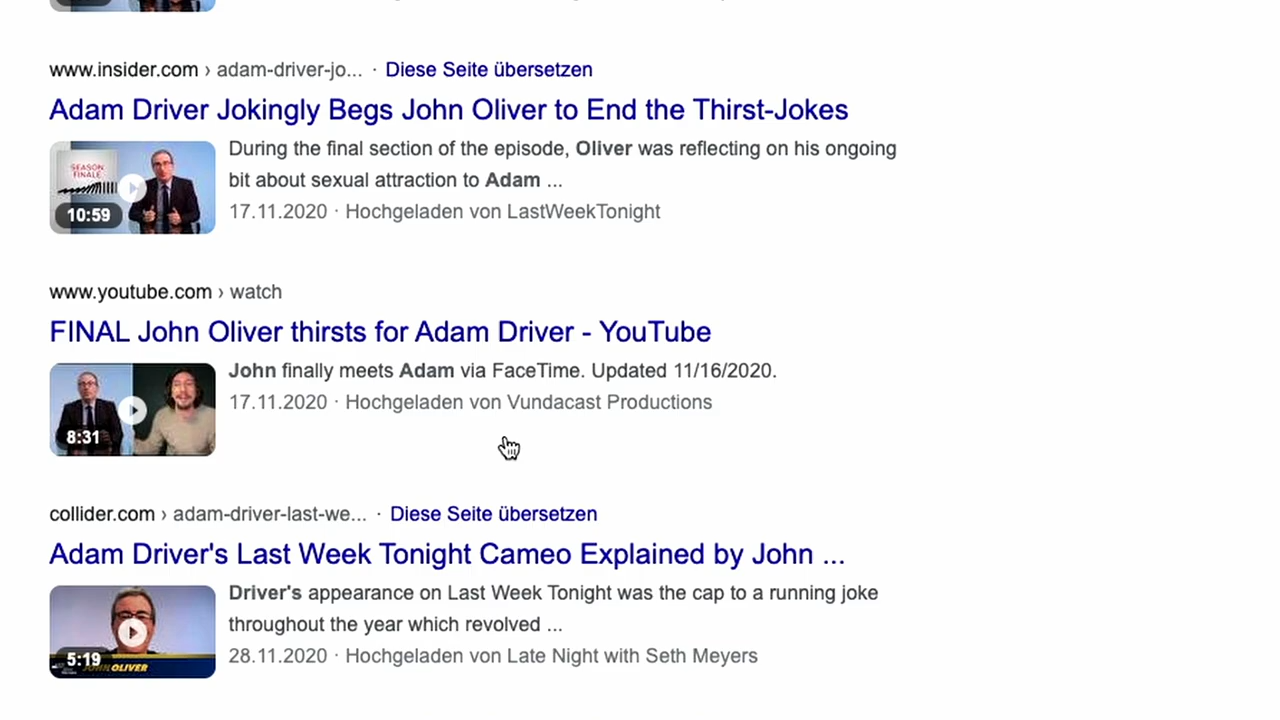 www.insider.com › adam-driver-jo... · Diese Seite übersetzen
Adam Driver Jokingly Begs John Oliver to End the Thirst-Jokes
SEASON
FINALE
10:59
During the final section of the episode, Oliver was reflecting on his ongoing
bit about sexual attraction to Adam ...
17.11.2020 · Hochgeladen von LastWeekTonight
www.youtube.com › watch
FINAL John Oliver thirsts for Adam Driver - YouTube
8:31
John finally meets Adam via FaceTime. Updated 11/16/2020.
17.11.2020 · Hochgeladen von Vundacast Productions
collider.com › adam-driver-last-we... · Diese Seite übersetzen
Adam Driver's Last Week Tonight Cameo Explained by John ...
5:19
JOHN OLIVER
Driver's appearance on Last Week Tonight was the cap to a running joke
throughout the year which revolved ...
28.11.2020 · Hochgeladen von Late Night with Seth Meyers